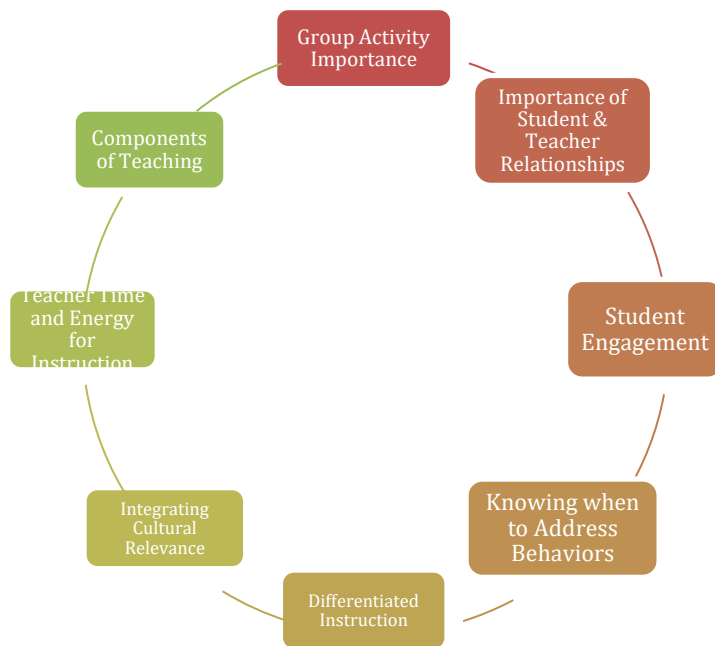 Group Activity
Importance
Importance of
Student &
Teacher
Relationships
Student
Engagement
Knowing when
to Address
Behaviors
Differentiated
Instruction
Integrating
Cultural
Relevance
Teacher Time
and Energy
for
Instruction
Components
of Teaching